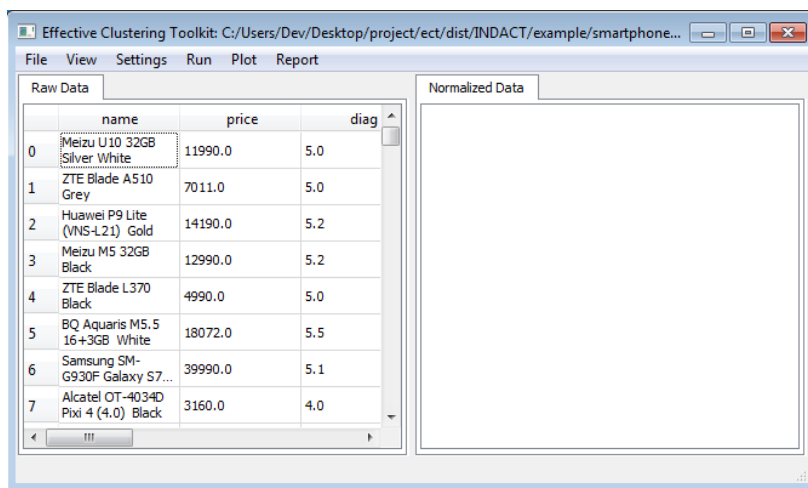 Effective Clustering Toolkit: C:/Users/Dev/Desktop/project/ect/dist/INDACT/example/smartphone...
File View Settings Run Plot Report
Raw Data
Normalized Data
name price diag
0 Meizu U10 32GB 11990.0 5.0
Silver White
1 ZTE Blade A510 7011.0 5.0
Grey
2 Huawei P9 Lite 14190.0 5.2
(VNS-L21) Gold
3 Meizu M5 32GB 12990.0 5.2
Black
4 ZTE Blade L370 4990.0 5.0
Black
5 BQ Aquaris M5.5 18072.0 5.5
16+3GB White
6 Samsung SM- 39990.0 5.1
G930F Galaxy S7...
7 Alcatel OT-4034D 3160.0 4.0
Pixi 4 (4.0) Black